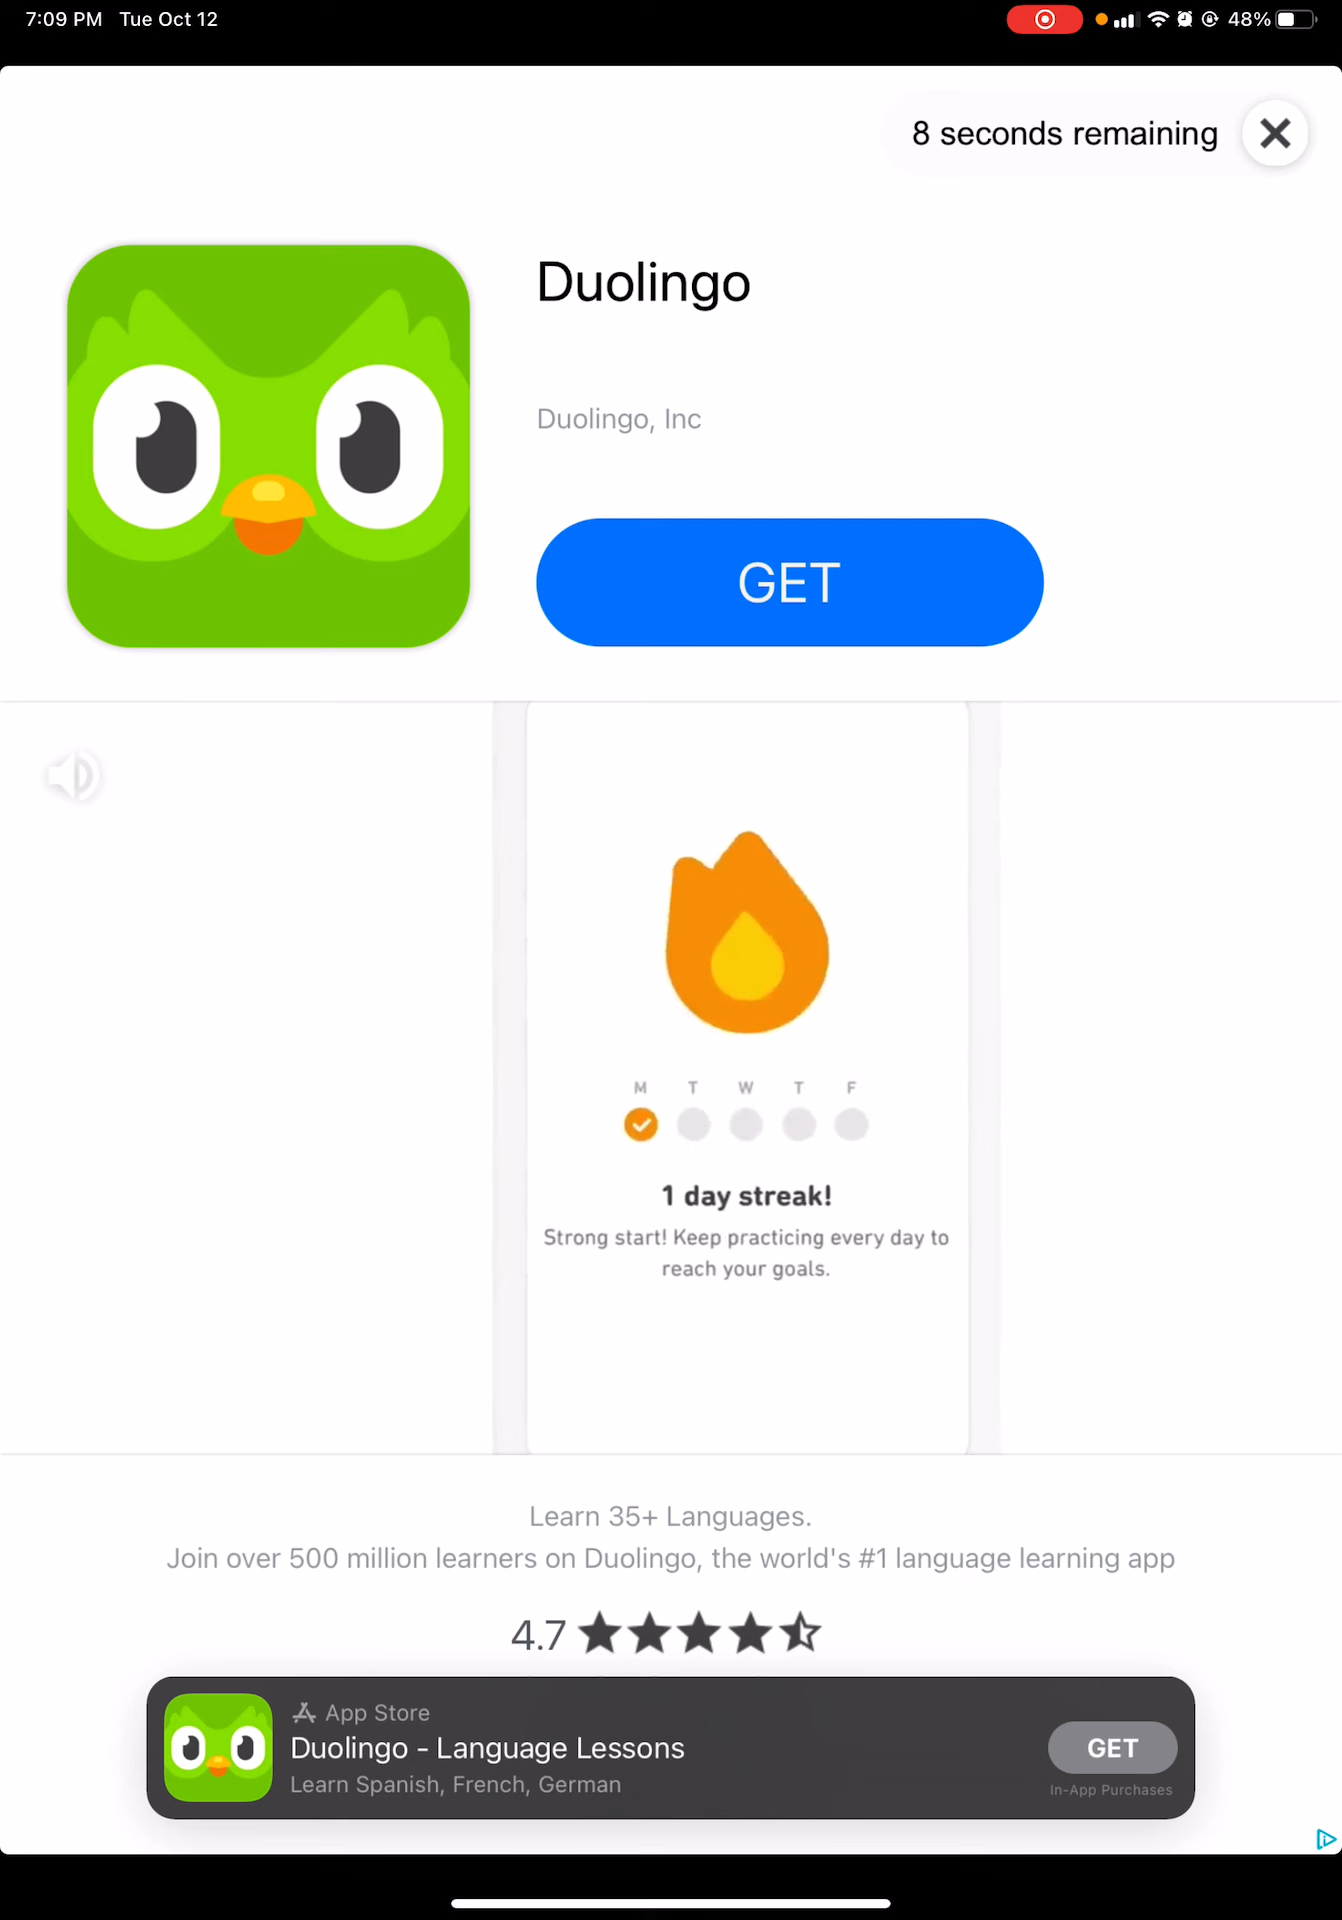 7:09 PM Tue Oct 12 48%
8 seconds remaining
Duolingo
Duolingo, Inc
GET
M T W T F
1 day streak!
Strong start! Keep practicing every day to
reach your goals.
Learn 35+ Languages.
Join over 500 million learners on Duolingo, the world's #1 language learning app
4.7
App Store
Duolingo - Language Lessons
Learn Spanish, French, German
GET
In-App Purchases